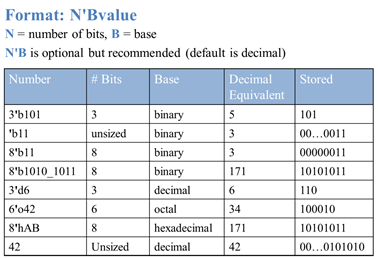 Format: N'Bvalue
N = number of bits, B = base
N'B is optional but recommended (default is decimal)
Number # Bits Base Decimal Equivalent Stored
3'b101 3 binary 5 101
'b11 unsized binary 3 00…0011
8'b11 8 binary 3 00000011
8'b1010_1011 8 binary 171 10101011
3'd6 3 decimal 6 110
6'o42 6 octal 34 100010
8'hAB 8 hexadecimal 171 10101011
42 Unsized decimal 42 00…0101010